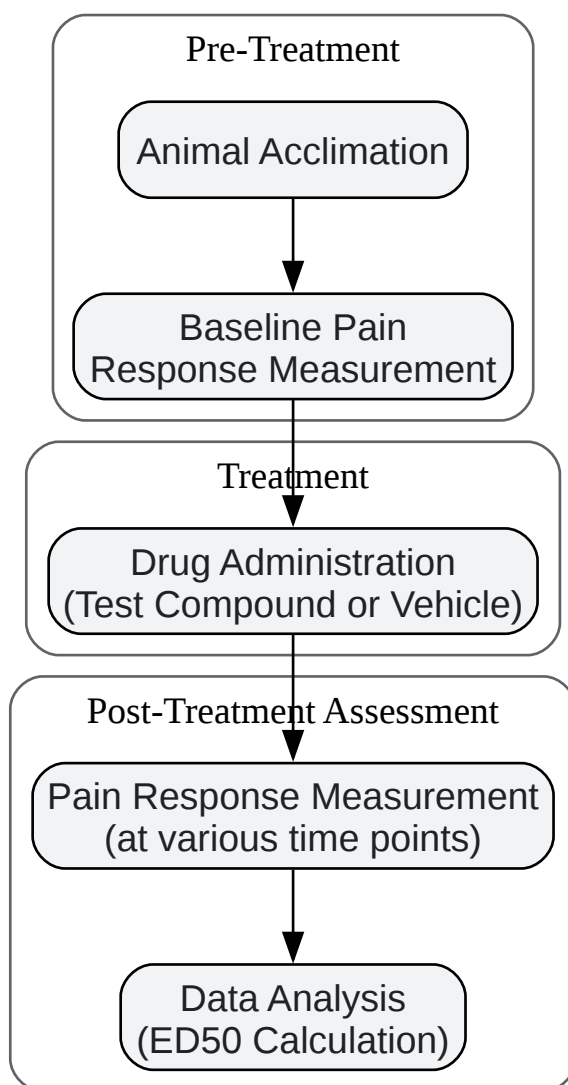 Pre-Treatment
Animal Acclimation
Baseline Pain
Response Measurement
Treatment
Drug Administration
(Test Compound or Vehicle)
Post-Treatment Assessment
Pain Response Measurement
(at various time points)
Data Analysis
(ED50 Calculation)